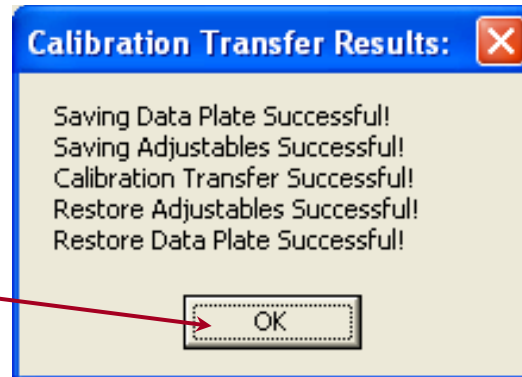 Calibration Transfer Results:
Saving Data Plate Successful!
Saving Adjustables Successful!
Calibration Transfer Successful!
Restore Adjustables Successful!
Restore Data Plate Successful!
OK